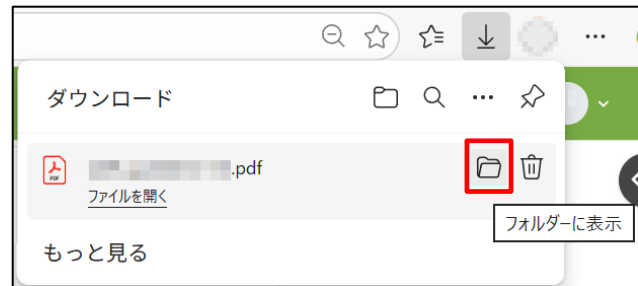 ダウンロード
.pdf
ファイルを開く
フォルダーに表示
もっと見る